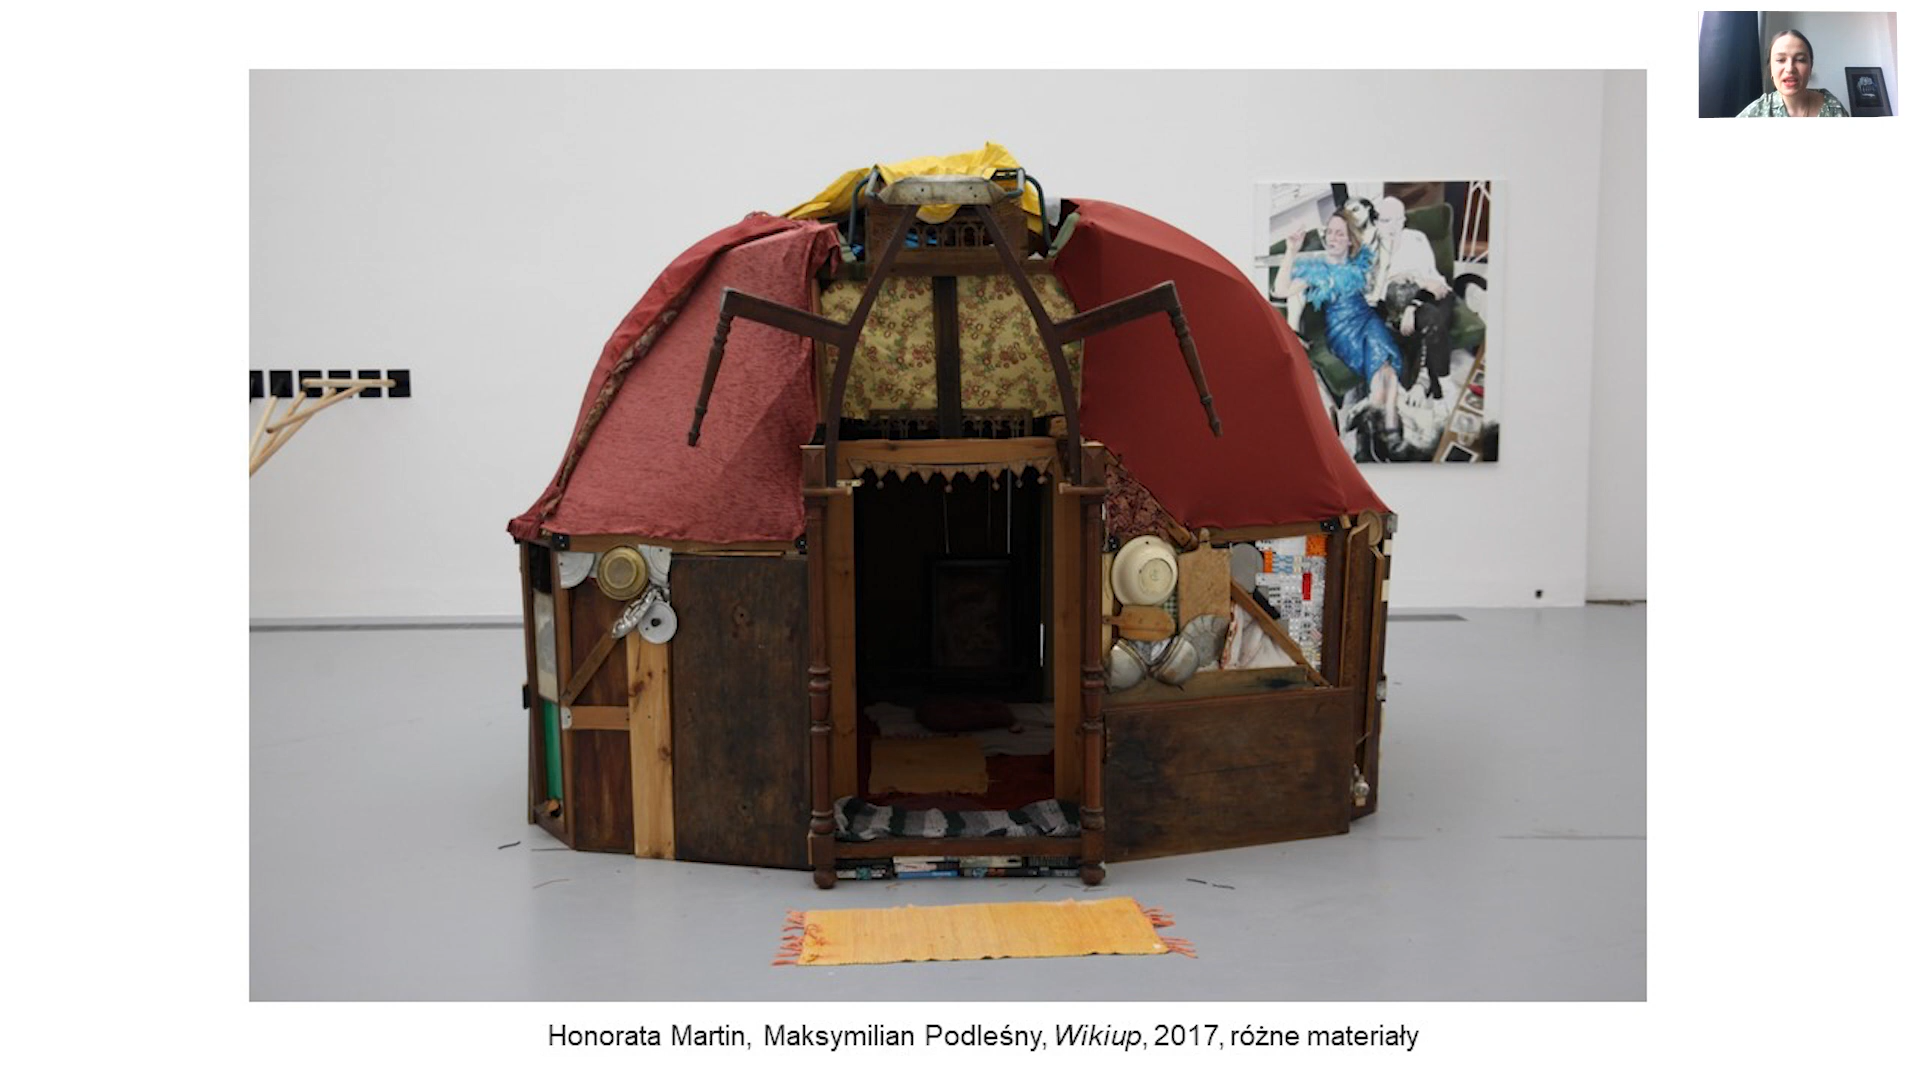 Honorata Martin, Maksymilian Podleśny, Wikiup, 2017, różne materiały